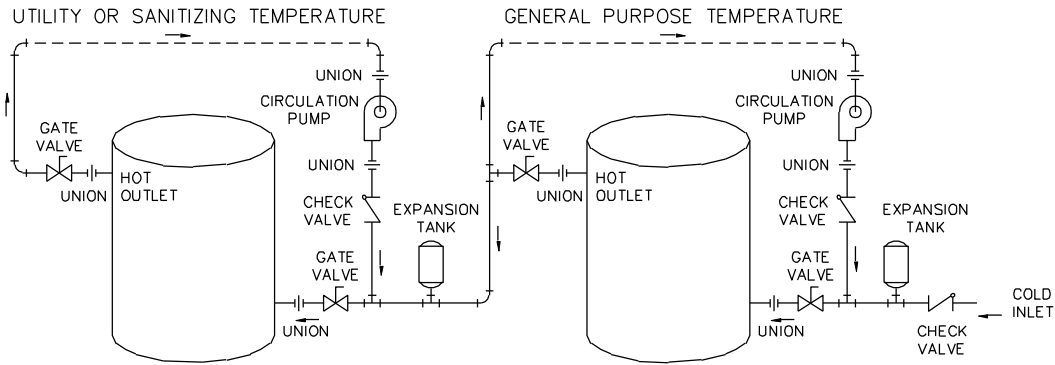 UTILITY OR SANITIZING TEMPERATURE
GENERAL PURPOSE TEMPERATURE
UNION
CIRCULATION
PUMP
GATE
VALVE
UNION
HOT
OUTLET
UNION
CHECK
VALVE
EXPANSION
TANK
GATE
VALVE
UNION
UNION
CIRCULATION
PUMP
GATE
VALVE
UNION
HOT
OUTLET
UNION
CHECK
VALVE
EXPANSION
TANK
GATE
VALVE
UNION
COLD
INLET
CHECK
VALVE